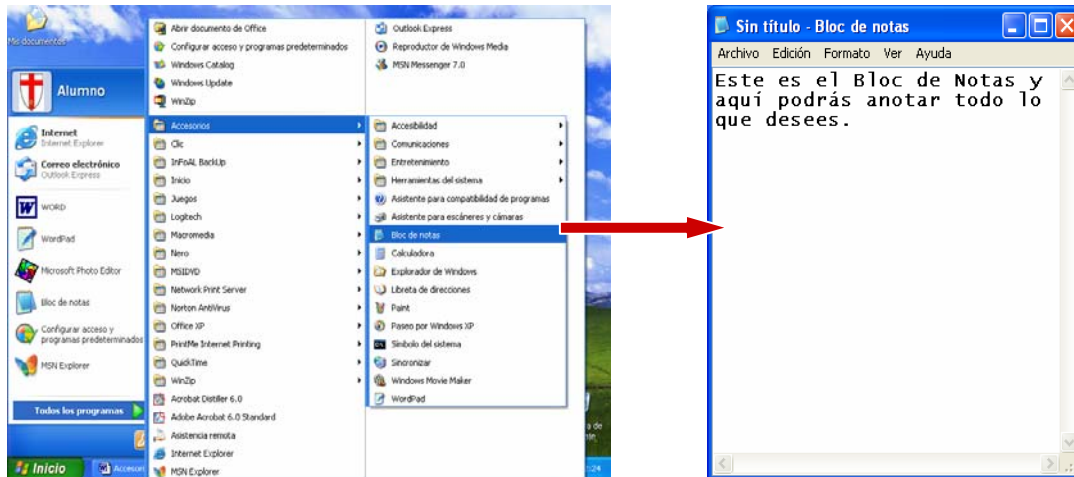 Mis documentos
Alumno
Internet
Internet Explorer
Correo electrónico
Outlook Express
WORD
WordPad
Microsoft Photo Editor
Bloc de notas
Configurar acceso y
programas predeterminados
MSN Explorer
Todos los programas
Inicio
Abrir documento de Office
Configurar acceso y programas predeterminados
Windows Catalog
Windows Update
WinZip
Accesorios
Clic
InFoAL BackUp
Inicio
Juegos
Logitech
Macromedia
Nero
MSIDVD
Network Print Server
Norton AntiVirus
Office XP
PrintMe Internet Printing
QuickTime
WinZip
Acrobat Distiller 6.0
Adobe Acrobat 6.0 Standard
Asistencia remota
Internet Explorer
MSN Explorer
Outlook Express
Reproductor de Windows Media
MSN Messenger 7.0
Accesibilidad
Comunicaciones
Entretenimiento
Herramientas del sistema
Asistente para compatibilidad de programas
Asistente para escáneres y cámaras
Bloc de notas
Calculadora
Explorador de Windows
Libreta de direcciones
Paint
Paseo por Windows XP
Símbolo del sistema
Sincronizar
Windows Movie Maker
WordPad
Sin título - Bloc de notas
Archivo Edición Formato Ver Ayuda
Este es el Bloc de Notas y
aquí podrás anotar todo lo
que desees.